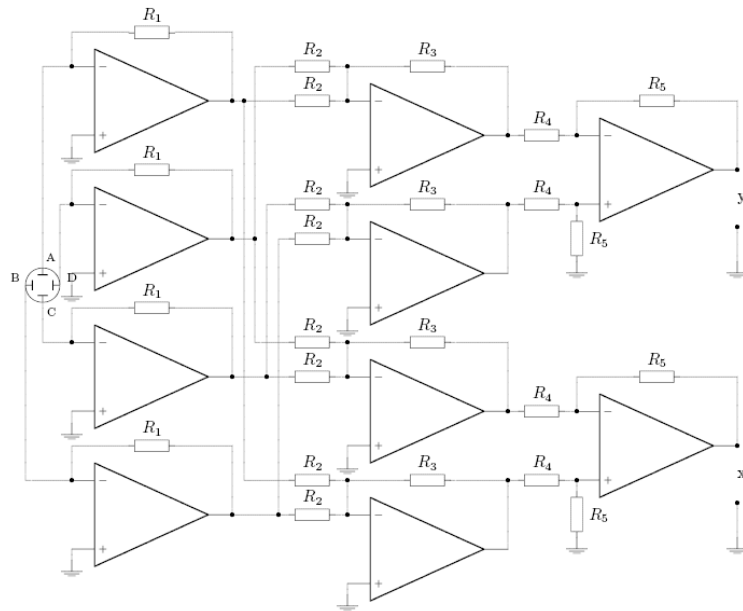 R₁
R₂ R₃
R₂ R₄ R₅
− − −
+ + +
R₁
R₂ R₃ R₄
R₂ y
− − R₅
+ +
A
B D
C
R₁
R₂ R₃
R₂ R₄ R₅
− − −
+ + +
R₁
R₂ R₃ R₄
R₂ x
− − R₅
+ +